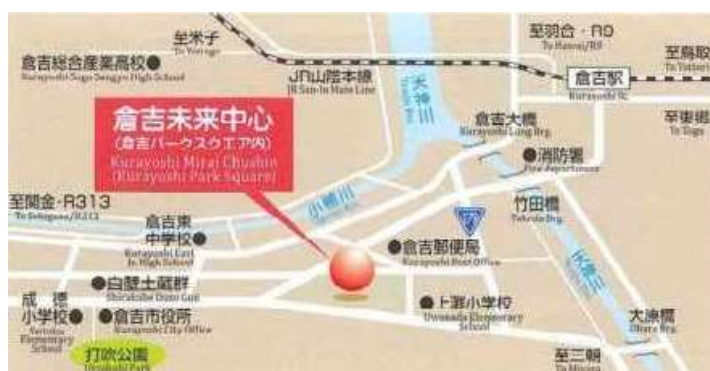 至米子
To Yonago
倉吉総合産業高校
Kurayoshi Sogo Sangyo High School
JR山陰本線
JR San-In Main Line
至羽合・R9
To Hawai/R9
至鳥取
To Tottori
倉吉駅
Kurayoshi St.
至東郷
To Togo
倉吉未来中心
(倉吉パークスクエア内)
Kurayoshi Mirai Chushin
(Kurayoshi Park Square)
天神川
倉吉大橋
Kurayoshi Long Brg.
消防署
Fire department
竹田橋
Takeda Brg.
至関金・R313
To Sekigane/R313
小鴨川
倉吉東
中学校
Kurayoshi East
Jr. High School
倉吉郵便局
Kurayoshi Post Office
天神川
白壁土蔵群
Shirakabe Dozo Gun
成徳
小学校
Seitoku
Elementary
School
倉吉市役所
Kurayoshi City Office
上灘小学校
Uwanada Elementary
School
大原橋
Ohara Brg.
打吹公園
Utsubuki Park
至三朝
To Misasa